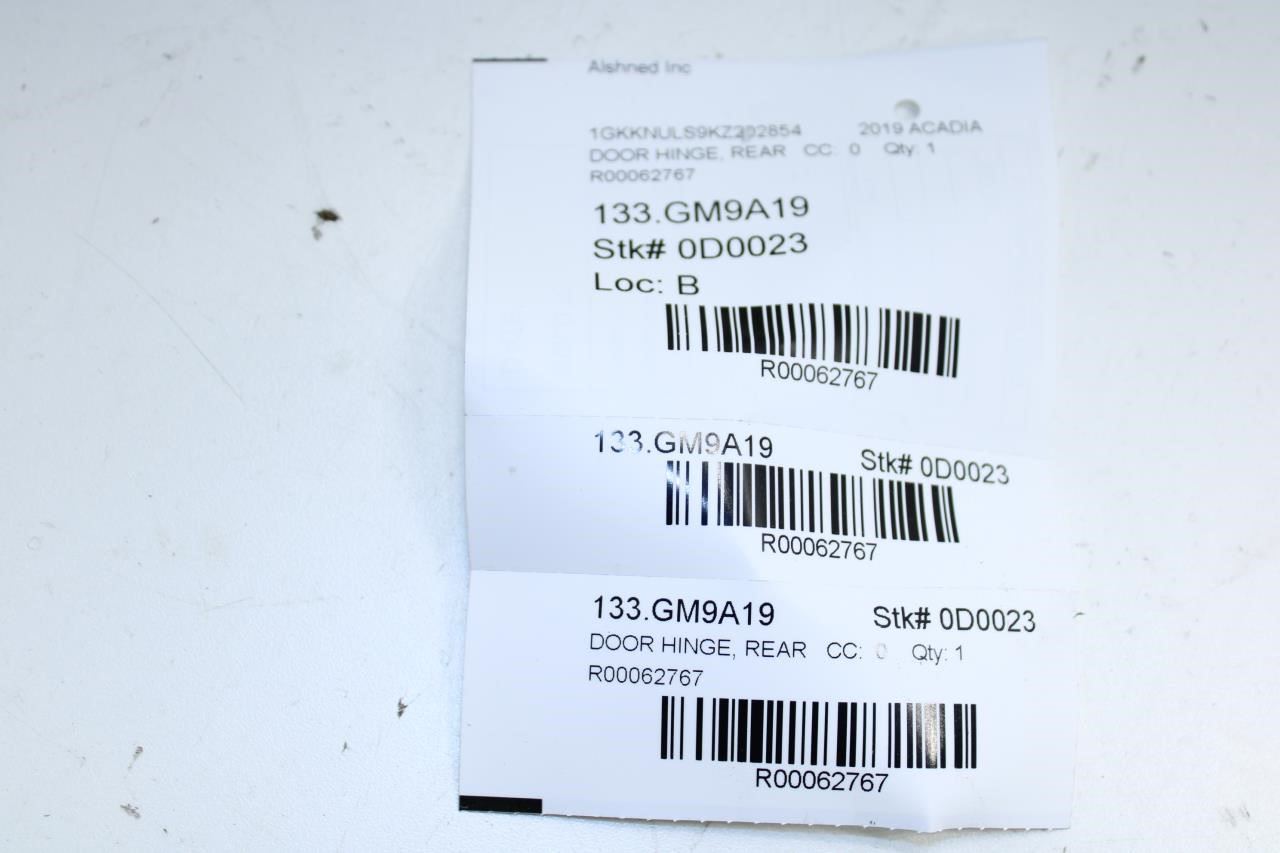 Alshned Inc
1GKKNULS9KZ202854 2019 ACADIA
DOOR HINGE, REAR CC: 0 Qty: 1
R00062767
133.GM9A19
Stk# 0D0023
Loc: B
R00062767
133.GM9A19 Stk# 0D0023
R00062767
133.GM9A19 Stk# 0D0023
DOOR HINGE, REAR CC: 0 Qty: 1
R00062767
R00062767